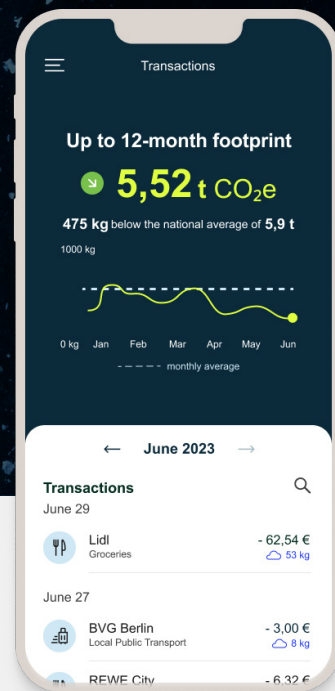 Transactions
Up to 12-month footprint
5,52 t CO₂e
475 kg below the national average of 5,9 t
1000 kg
0 kg Jan Feb Mar Apr May Jun
monthly average
← June 2023 →
Transactions
June 29
Lidl - 62,54 €
Groceries 53 kg
June 27
BVG Berlin - 3,00 €
Local Public Transport 8 kg
REWE City - 6,32 €